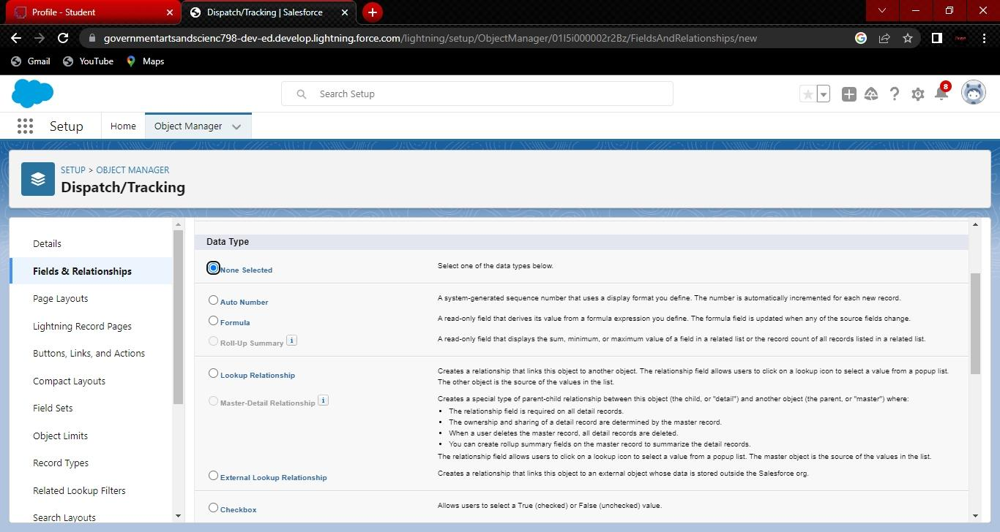 Profile - Student
Dispatch/Tracking | Salesforce
governmentartsandscienc798-dev-ed.develop.lightning.force.com/lightning/setup/ObjectManager/01I5i000002r2Bz/FieldsAndRelationships/new
Gmail
YouTube
Maps
Search Setup
8
Setup
Home
Object Manager
SETUP > OBJECT MANAGER
Dispatch/Tracking
Details
Fields & Relationships
Page Layouts
Lightning Record Pages
Buttons, Links, and Actions
Compact Layouts
Field Sets
Object Limits
Record Types
Related Lookup Filters
Search Layouts
Data Type
None Selected
Select one of the data types below.
Auto Number
A system-generated sequence number that uses a display format you define. The number is automatically incremented for each new record.
Formula
A read-only field that derives its value from a formula expression you define. The formula field is updated when any of the source fields change.
Roll-Up Summary i
A read-only field that displays the sum, minimum, or maximum value of a field in a related list or the record count of all records listed in a related list.
Lookup Relationship
Creates a relationship that links this object to another object. The relationship field allows users to click on a lookup icon to select a value from a popup list.
The other object is the source of the values in the list.
Master-Detail Relationship i
Creates a special type of parent-child relationship between this object (the child, or "detail") and another object (the parent, or "master") where:
• The relationship field is required on all detail records.
• The ownership and sharing of a detail record are determined by the master record.
• When a user deletes the master record, all detail records are deleted.
• You can create rollup summary fields on the master record to summarize the detail records.
The relationship field allows users to click on a lookup icon to select a value from a popup list. The master object is the source of the values in the list.
External Lookup Relationship
Creates a relationship that links this object to an external object whose data is stored outside the Salesforce org.
Checkbox
Allows users to select a True (checked) or False (unchecked) value.